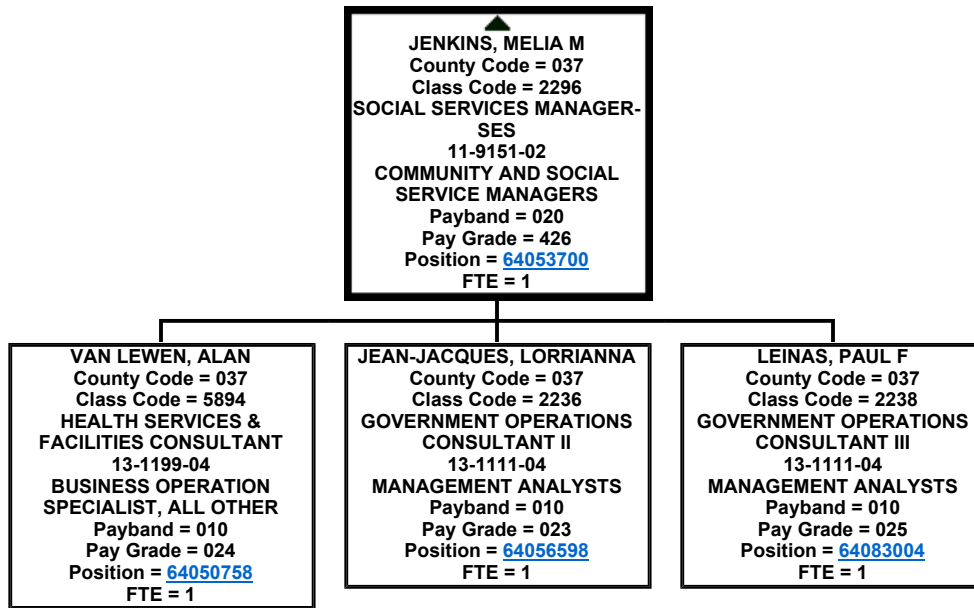 JENKINS, MELIA M
County Code = 037
Class Code = 2296
SOCIAL SERVICES MANAGER-
SES
11-9151-02
COMMUNITY AND SOCIAL
SERVICE MANAGERS
Payband = 020
Pay Grade = 426
Position = 64053700
FTE = 1
VAN LEWEN, ALAN
County Code = 037
Class Code = 5894
HEALTH SERVICES &
FACILITIES CONSULTANT
13-1199-04
BUSINESS OPERATION
SPECIALIST, ALL OTHER
Payband = 010
Pay Grade = 024
Position = 64050758
FTE = 1
JEAN-JACQUES, LORRIANNA
County Code = 037
Class Code = 2236
GOVERNMENT OPERATIONS
CONSULTANT II
13-1111-04
MANAGEMENT ANALYSTS
Payband = 010
Pay Grade = 023
Position = 64056598
FTE = 1
LEINAS, PAUL F
County Code = 037
Class Code = 2238
GOVERNMENT OPERATIONS
CONSULTANT III
13-1111-04
MANAGEMENT ANALYSTS
Payband = 010
Pay Grade = 025
Position = 64083004
FTE = 1